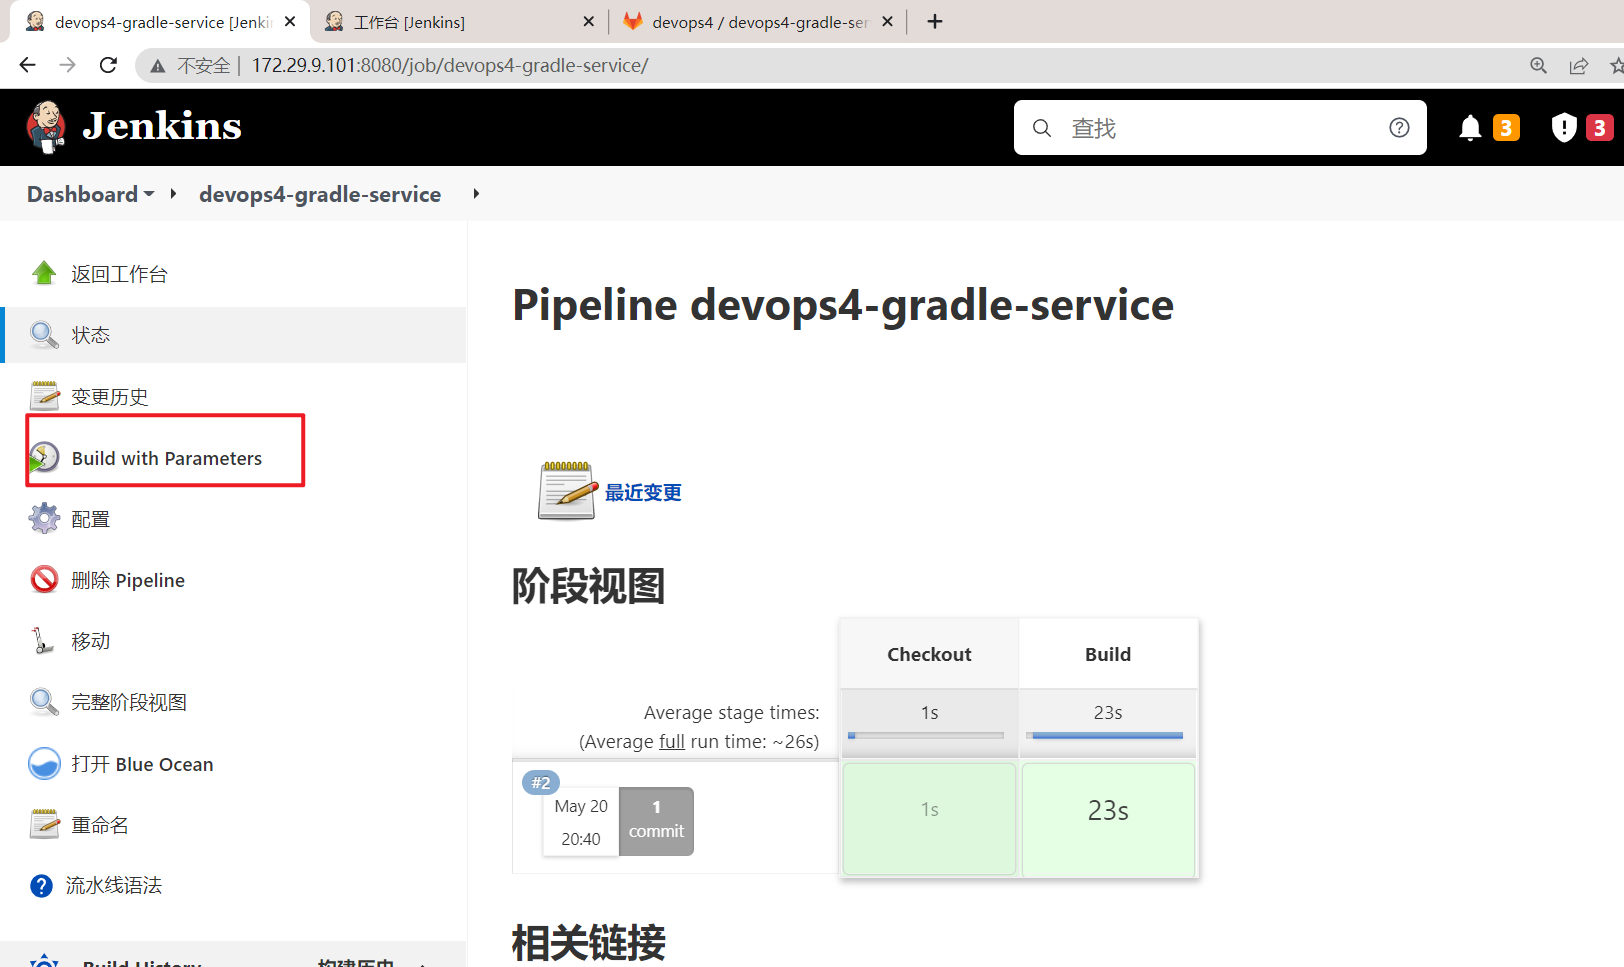 devops4-gradle-service [Jenki
工作台 [Jenkins]
devops4 / devops4-gradle-ser
不安全
172.29.9.101:8080/job/devops4-gradle-service/
Jenkins
查找
3
3
Dashboard
devops4-gradle-service
返回工作台
状态
变更历史
Build with Parameters
配置
删除 Pipeline
移动
完整阶段视图
打开 Blue Ocean
重命名
流水线语法
Build History
构建历史
Pipeline devops4-gradle-service
最近变更
阶段视图
Checkout
Build
Average stage times:
1s
23s
(Average full run time: ~26s)
#2
May 20
20:40
1
commit
1s
23s
相关链接